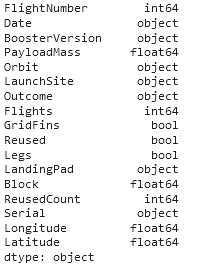 FlightNumber int64
Date object
BoosterVersion object
PayloadMass float64
Orbit object
LaunchSite object
Outcome object
Flights int64
GridFins bool
Reused bool
Legs bool
LandingPad object
Block float64
ReusedCount int64
Serial object
Longitude float64
Latitude float64
dtype: object